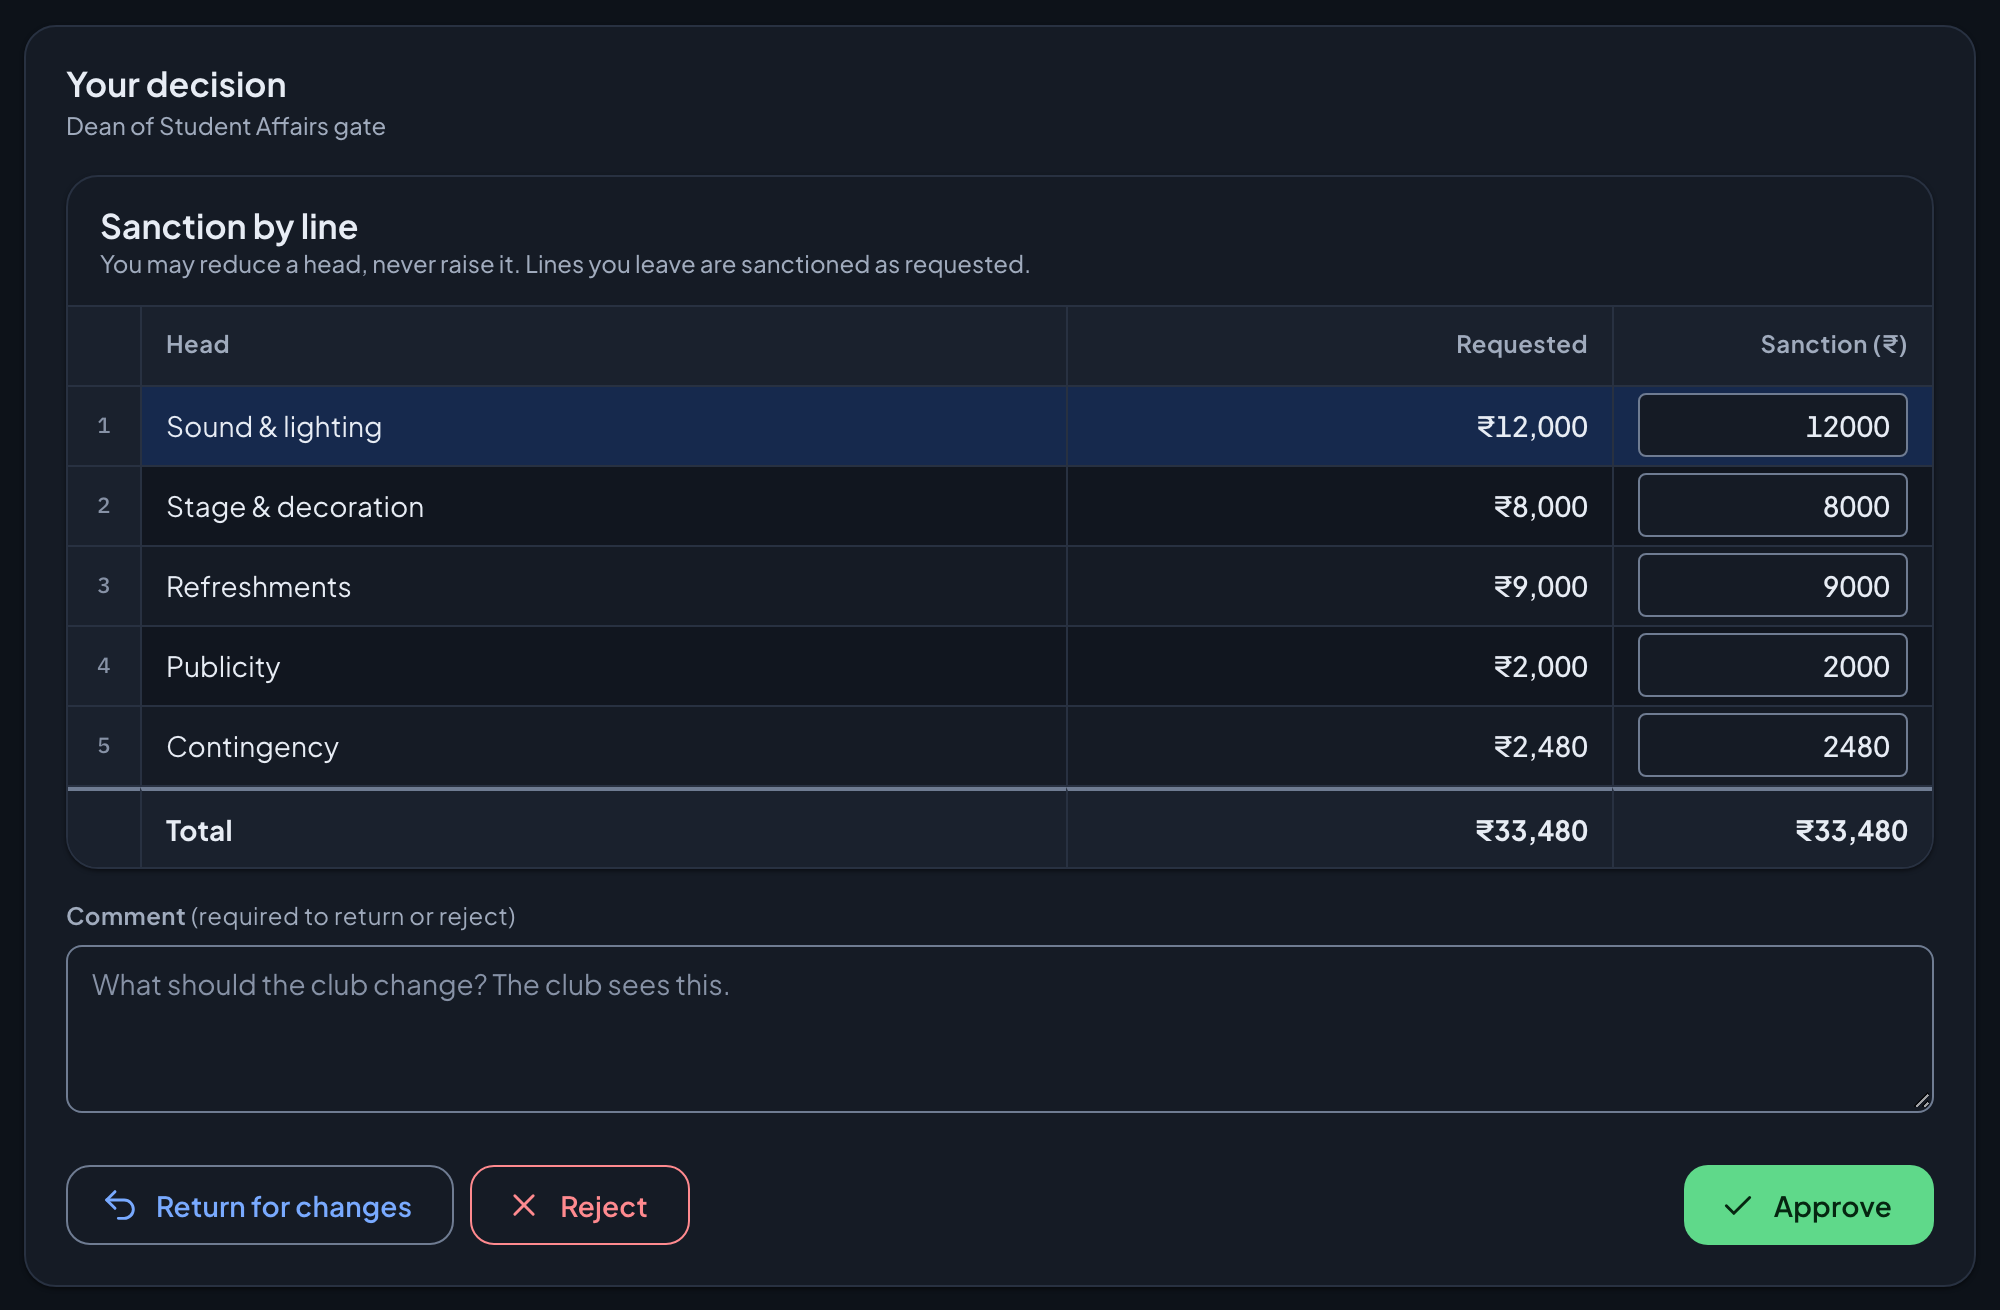 Your decision
Dean of Student Affairs gate
Sanction by line
You may reduce a head, never raise it. Lines you leave are sanctioned as requested.
Head Requested Sanction (₹)
1 Sound & lighting ₹12,000 12000
2 Stage & decoration ₹8,000 8000
3 Refreshments ₹9,000 9000
4 Publicity ₹2,000 2000
5 Contingency ₹2,480 2480
Total ₹33,480 ₹33,480
Comment (required to return or reject)
What should the club change? The club sees this.
Return for changes Reject Approve